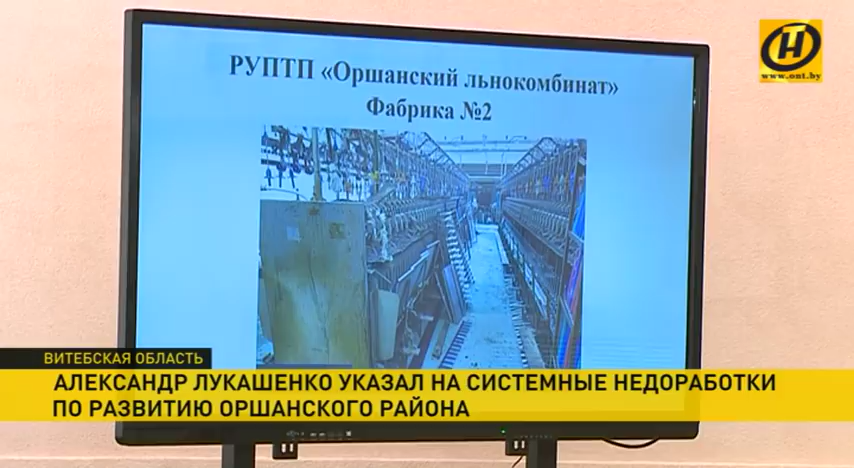 РУПТП «Оршанский льнокомбинат»
Фабрика №2
Н
www.ont.by
ВИТЕБСКАЯ ОБЛАСТЬ
АЛЕКСАНДР ЛУКАШЕНКО УКАЗАЛ НА СИСТЕМНЫЕ НЕДОРАБОТКИ
ПО РАЗВИТИЮ ОРШАНСКОГО РАЙОНА